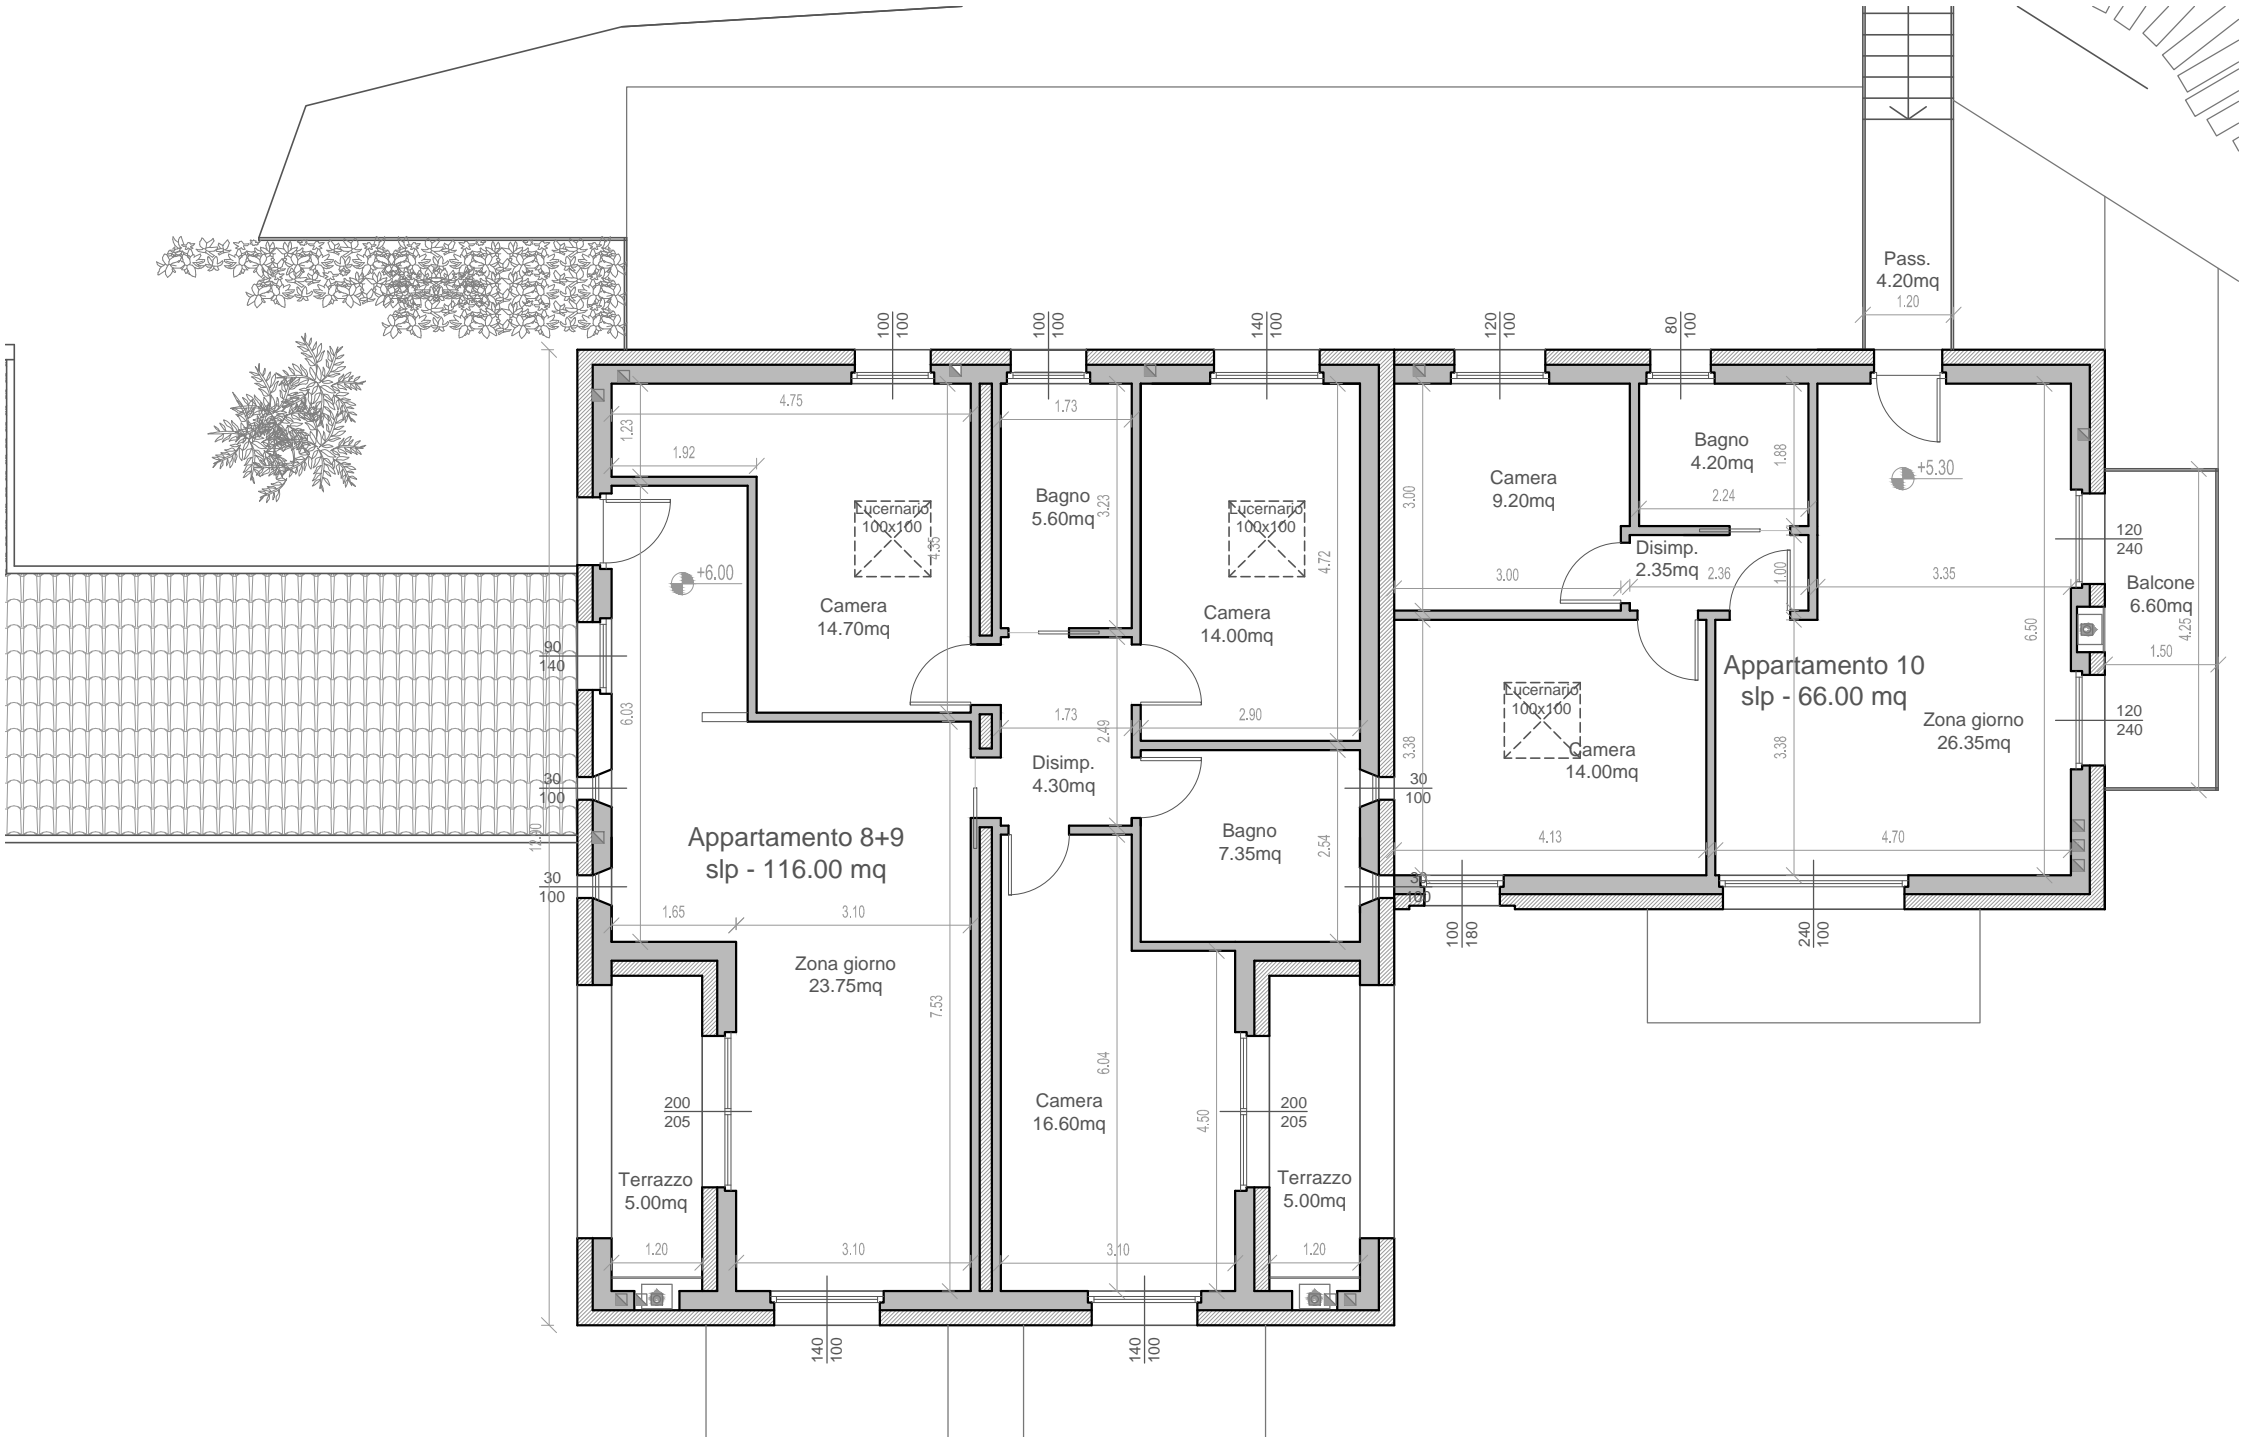 Pass.
4.20mq
1.20
100
100
100
100
140
100
120
100
80
100
4.75
1.23
1.92
1.73
Bagno
5.60mq
3.23
Lucernario
100x100
4.35
Camera
14.70mq
+6.00
Lucernario
100x100
4.72
Camera
14.00mq
Camera
9.20mq
3.00
3.00
Bagno
4.20mq
1.88
2.24
Disimp.
2.35mq
2.36
1.00
+5.30
3.35
6.50
120
240
Balcone
6.60mq
4.25
1.50
120
240
90
140
6.03
30
100
12.90
30
100
Appartamento 8+9
slp - 116.00 mq
1.73
2.49
Disimp.
4.30mq
2.90
Bagno
7.35mq
2.54
30
100
30
100
Lucernario
100x100
Camera
14.00mq
3.38
4.13
Appartamento 10
slp - 66.00 mq
Zona giorno
26.35mq
3.38
4.70
100
180
240
100
1.65
3.10
Zona giorno
23.75mq
7.53
200
205
Terrazzo
5.00mq
1.20
3.10
Camera
16.60mq
6.04
4.50
3.10
200
205
Terrazzo
5.00mq
1.20
140
100
140
100